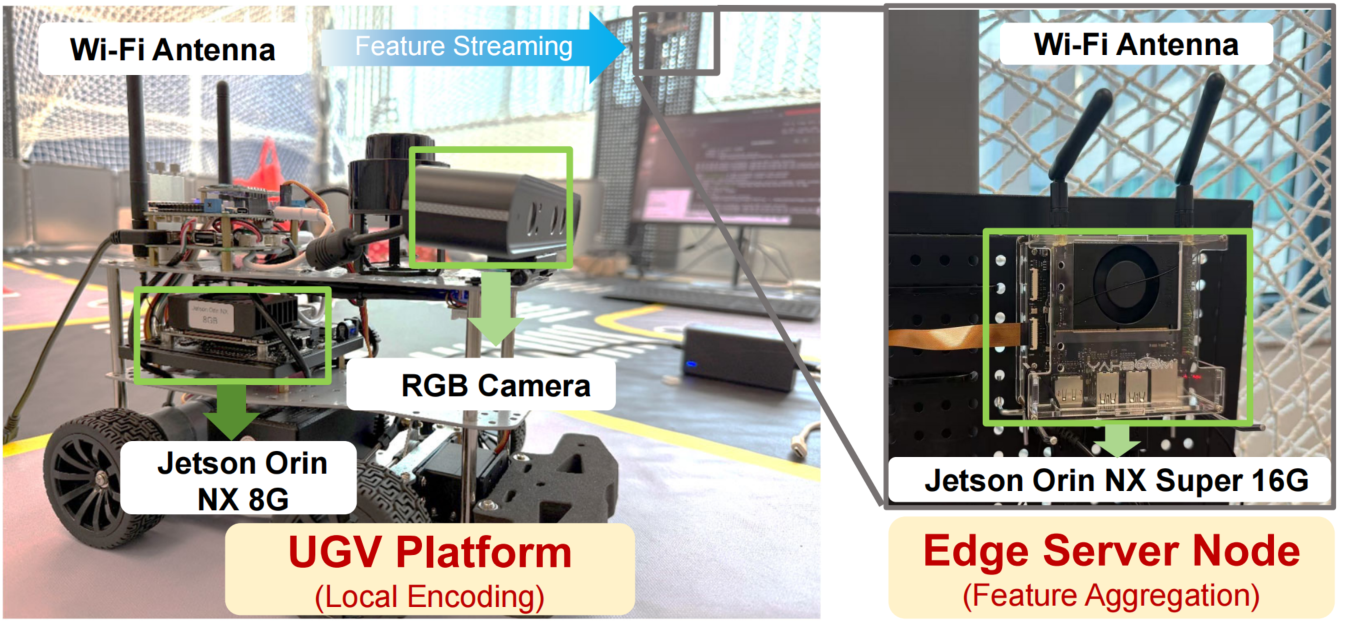 Wi-Fi Antenna
Feature Streaming
RGB Camera
Jetson Orin
NX 8G
UGV Platform
(Local Encoding)
Wi-Fi Antenna
YAHBOOM
Jetson Orin NX Super 16G
Edge Server Node
(Feature Aggregation)